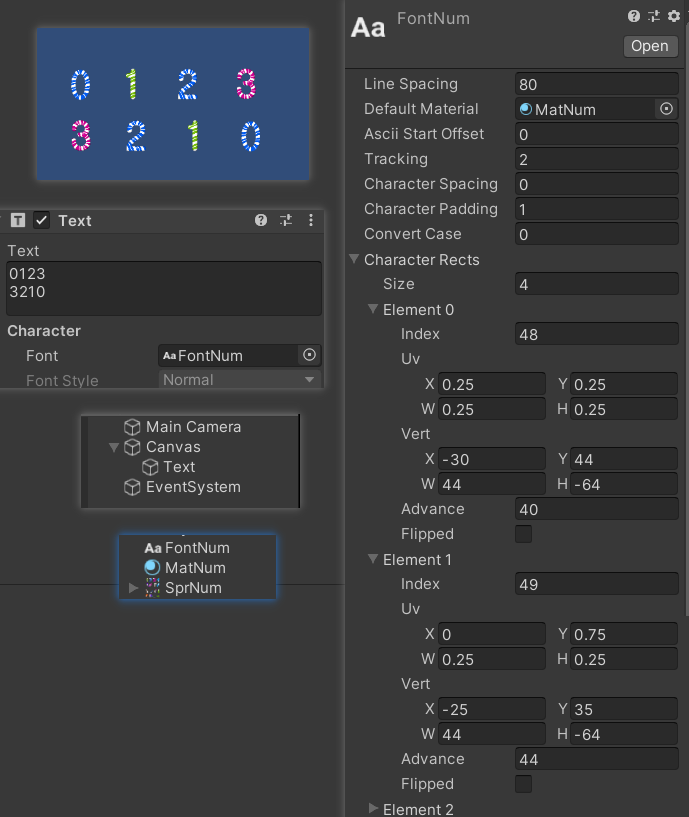 0 1 2 3
3 2 1 0
Text
Text
0123
3210
Character
Font AaFontNum
Font Style Normal
Main Camera
Canvas
Text
EventSystem
Aa FontNum
MatNum
SprNum
Aa FontNum
Open
Line Spacing 80
Default Material MatNum
Ascii Start Offset 0
Tracking 2
Character Spacing 0
Character Padding 1
Convert Case 0
Character Rects
Size 4
Element 0
Index 48
Uv
X 0.25 Y 0.25
W 0.25 H 0.25
Vert
X -30 Y 44
W 44 H -64
Advance 40
Flipped
Element 1
Index 49
Uv
X 0 Y 0.75
W 0.25 H 0.25
Vert
X -25 Y 35
W 44 H -64
Advance 44
Flipped
Element 2